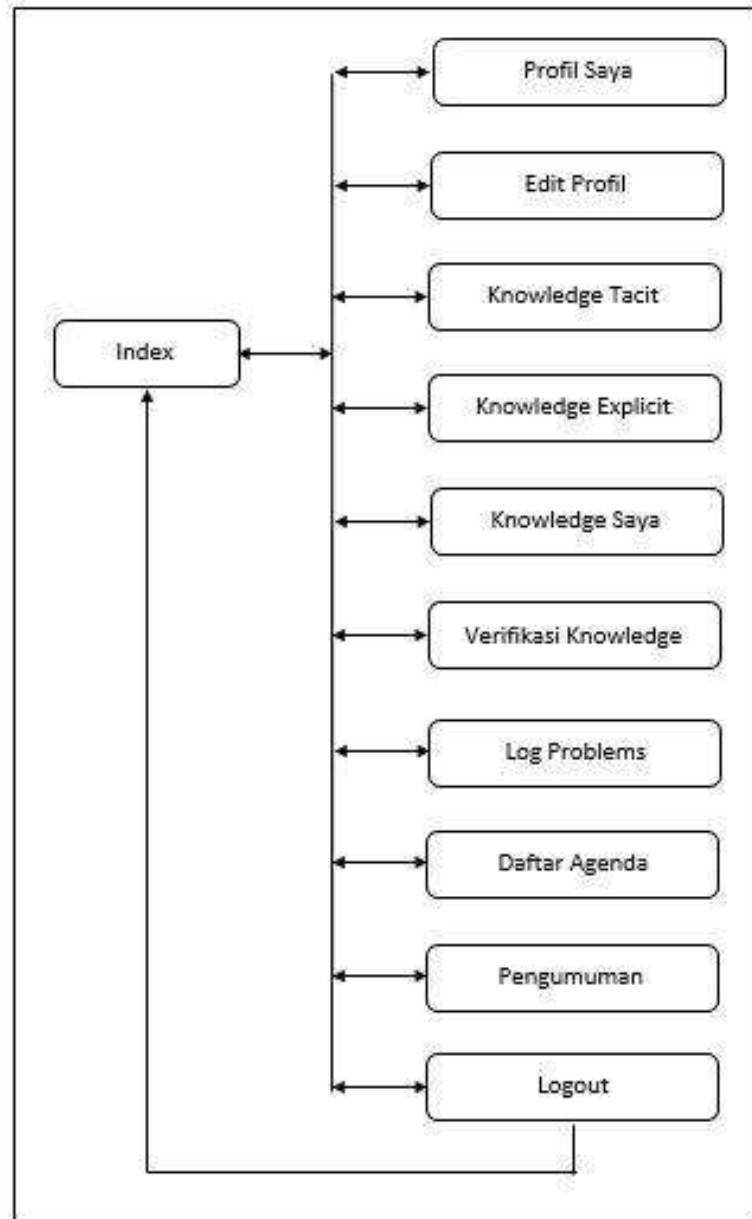 Profil Saya
Edit Profil
Knowledge Tacit
Index
Knowledge Explicit
Knowledge Saya
Verifikasi Knowledge
Log Problems
Daftar Agenda
Pengumuman
Logout